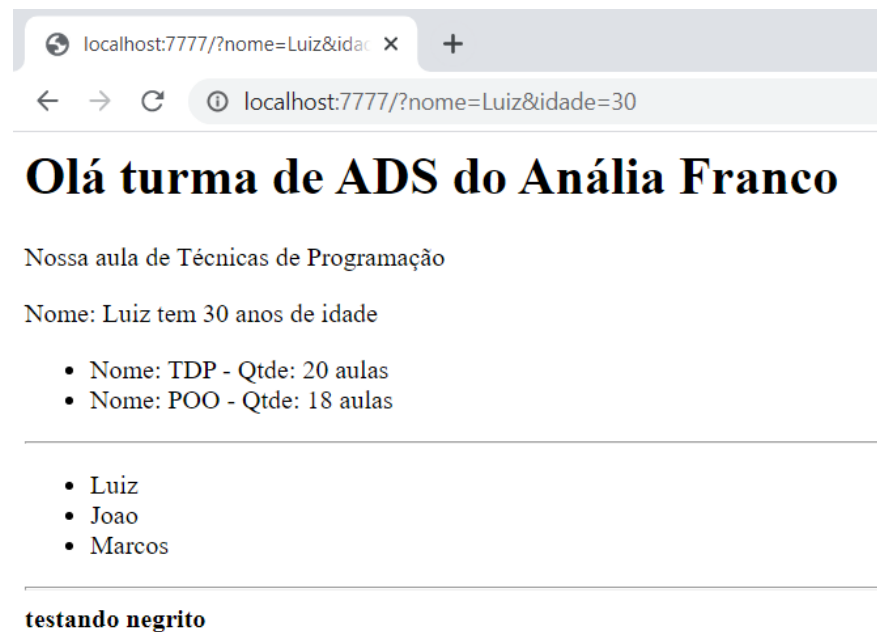 localhost:7777/?nome=Luiz&idad
localhost:7777/?nome=Luiz&idade=30
Olá turma de ADS do Anália Franco
Nossa aula de Técnicas de Programação
Nome: Luiz tem 30 anos de idade
Nome: TDP - Qtde: 20 aulas
Nome: POO - Qtde: 18 aulas
Luiz
Joao
Marcos
testando negrito